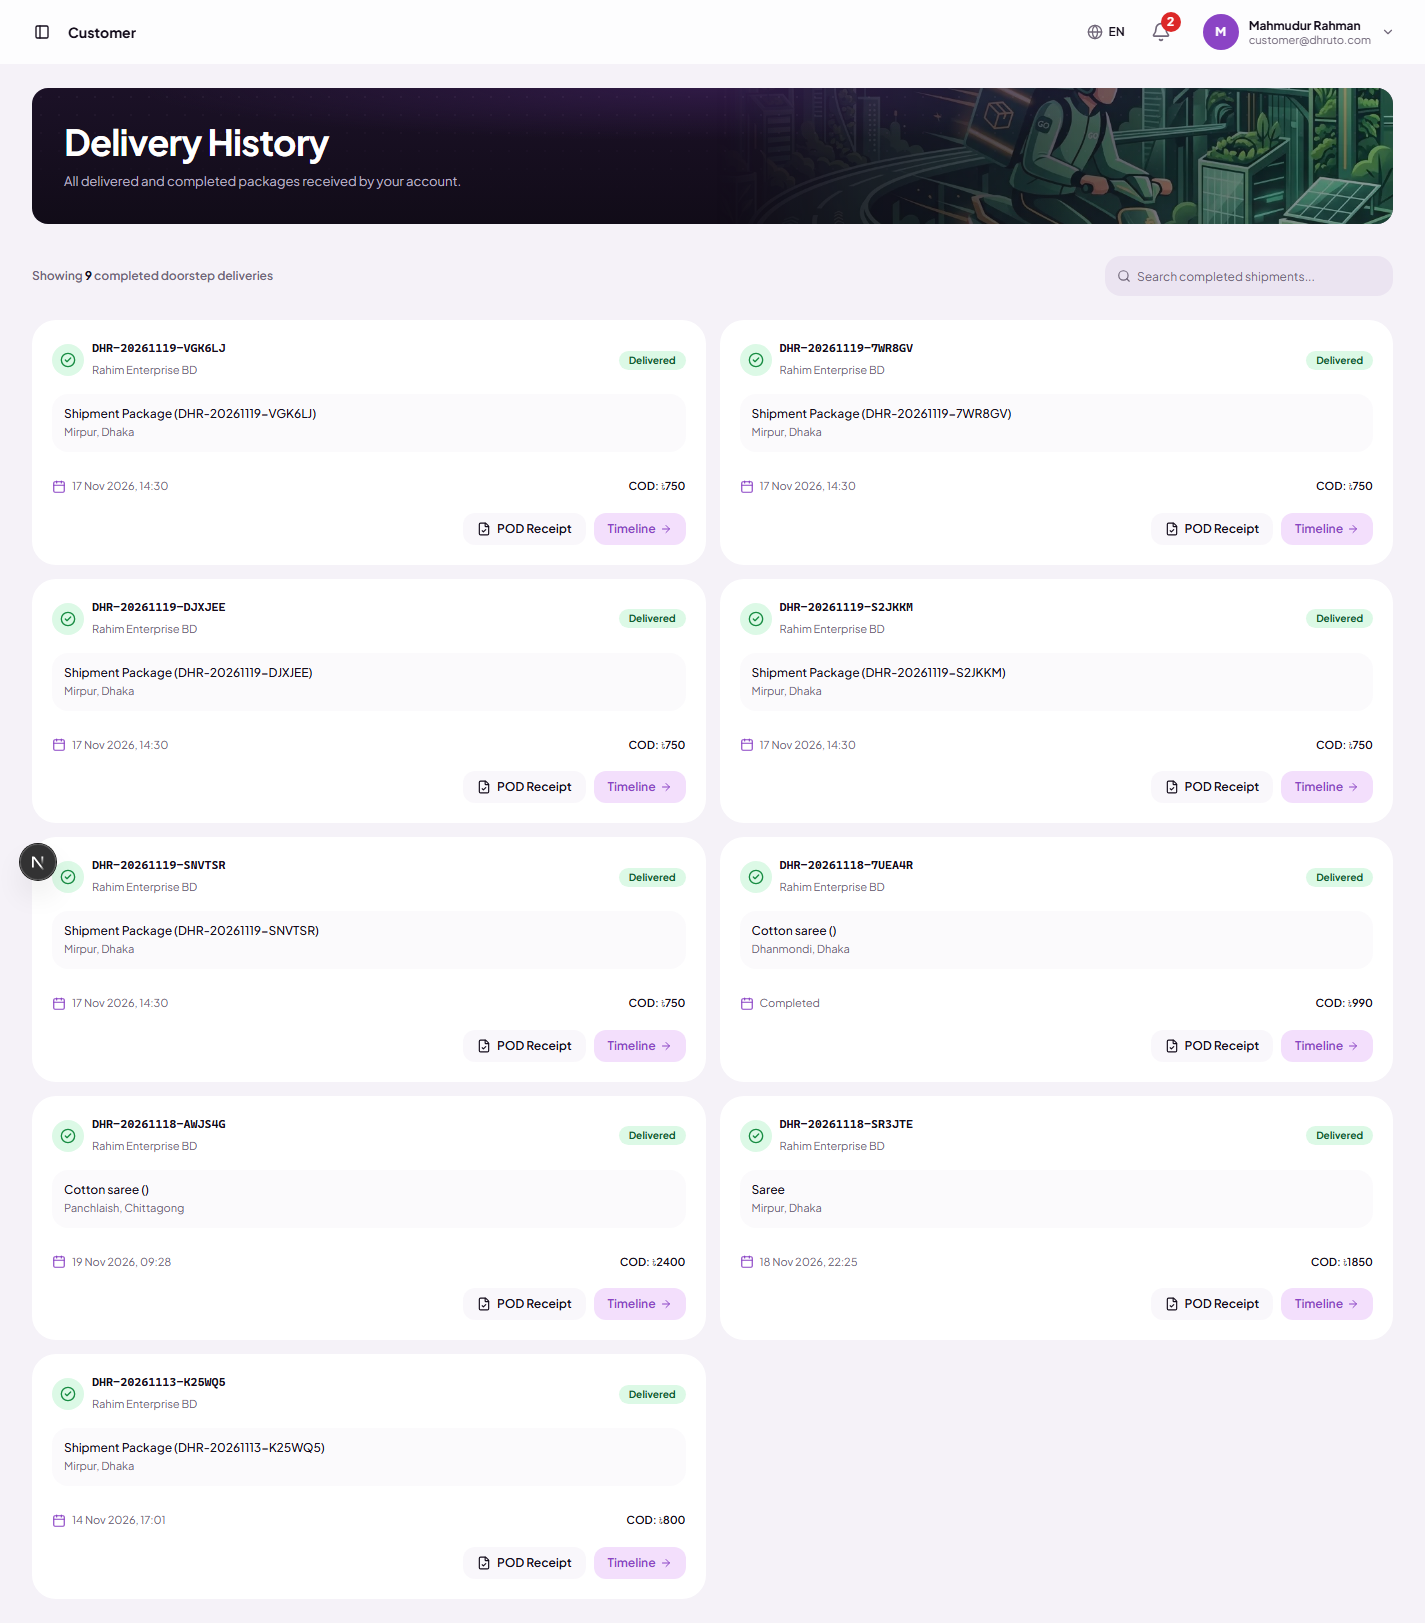 Customer
EN
2
M
Mahmudur Rahman
customer@dhruto.com
Delivery History
All delivered and completed packages received by your account.
GO
Showing 9 completed doorstep deliveries
Search completed shipments...
DHR-20261119-VGK6LJ
Rahim Enterprise BD
Delivered
Shipment Package (DHR-20261119-VGK6LJ)
Mirpur, Dhaka
17 Nov 2026, 14:30
COD: ৳750
POD Receipt
Timeline →
DHR-20261119-7WR8GV
Rahim Enterprise BD
Delivered
Shipment Package (DHR-20261119-7WR8GV)
Mirpur, Dhaka
17 Nov 2026, 14:30
COD: ৳750
POD Receipt
Timeline →
DHR-20261119-DJXJEE
Rahim Enterprise BD
Delivered
Shipment Package (DHR-20261119-DJXJEE)
Mirpur, Dhaka
17 Nov 2026, 14:30
COD: ৳750
POD Receipt
Timeline →
DHR-20261119-S2JKKM
Rahim Enterprise BD
Delivered
Shipment Package (DHR-20261119-S2JKKM)
Mirpur, Dhaka
17 Nov 2026, 14:30
COD: ৳750
POD Receipt
Timeline →
N
DHR-20261119-SNVTSR
Rahim Enterprise BD
Delivered
Shipment Package (DHR-20261119-SNVTSR)
Mirpur, Dhaka
17 Nov 2026, 14:30
COD: ৳750
POD Receipt
Timeline →
DHR-20261118-7UEA4R
Rahim Enterprise BD
Delivered
Cotton saree ()
Dhanmondi, Dhaka
Completed
COD: ৳990
POD Receipt
Timeline →
DHR-20261118-AWJS4G
Rahim Enterprise BD
Delivered
Cotton saree ()
Panchlaish, Chittagong
19 Nov 2026, 09:28
COD: ৳2400
POD Receipt
Timeline →
DHR-20261118-SR3JTE
Rahim Enterprise BD
Delivered
Saree
Mirpur, Dhaka
18 Nov 2026, 22:25
COD: ৳1850
POD Receipt
Timeline →
DHR-20261113-K25WQ5
Rahim Enterprise BD
Delivered
Shipment Package (DHR-20261113-K25WQ5)
Mirpur, Dhaka
14 Nov 2026, 17:01
COD: ৳800
POD Receipt
Timeline →